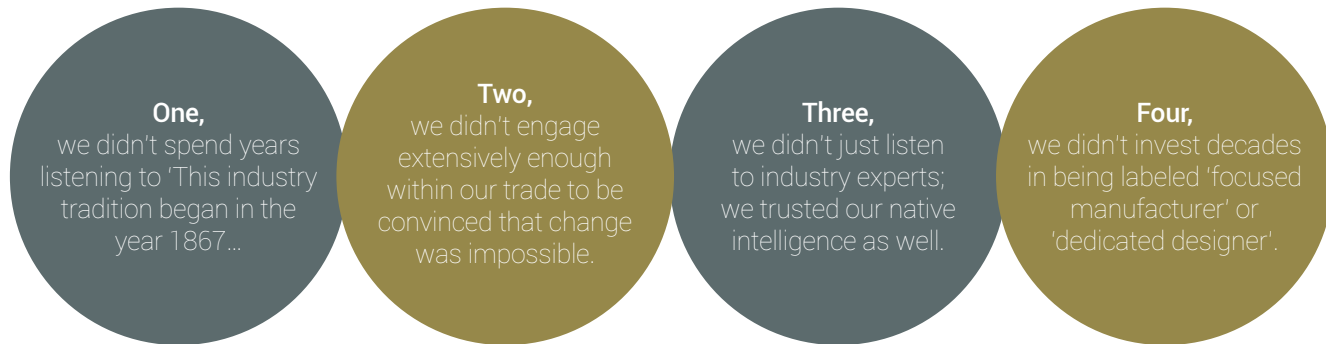 One,
we didn't spend years
listening to 'This industry
tradition began in the
year 1867...
Two,
we didn't engage
extensively enough
within our trade to be
convinced that change
was impossible.
Three,
we didn't just listen
to industry experts;
we trusted our native
intelligence as well.
Four,
we didn't invest decades
in being labeled 'focused
manufacturer' or
'dedicated designer'.